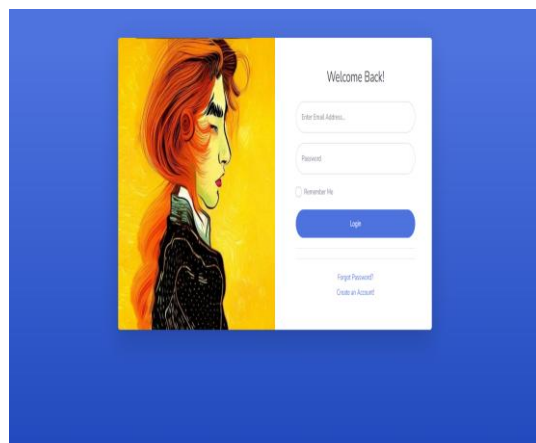 Welcome Back!
Enter Email Address...
Password
Remember Me
Login
Forgot Password?
Create an Account!